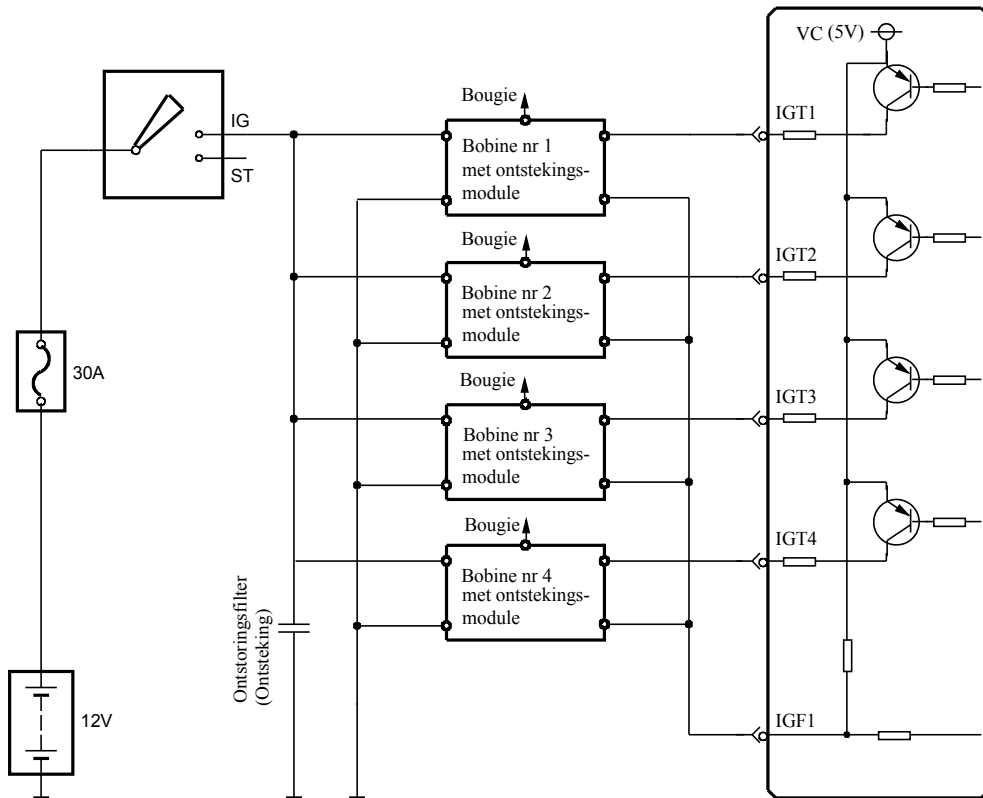 VC (5V)
Bougie
IG
IGT1
Bobine nr 1
met ontstekings-
module
ST
Bougie
IGT2
Bobine nr 2
met ontstekings-
module
30A
Bougie
IGT3
Bobine nr 3
met ontstekings-
module
Bougie
IGT4
Bobine nr 4
met ontstekings-
module
Ontstoringsfilter
(Ontsteking)
12V
IGF1